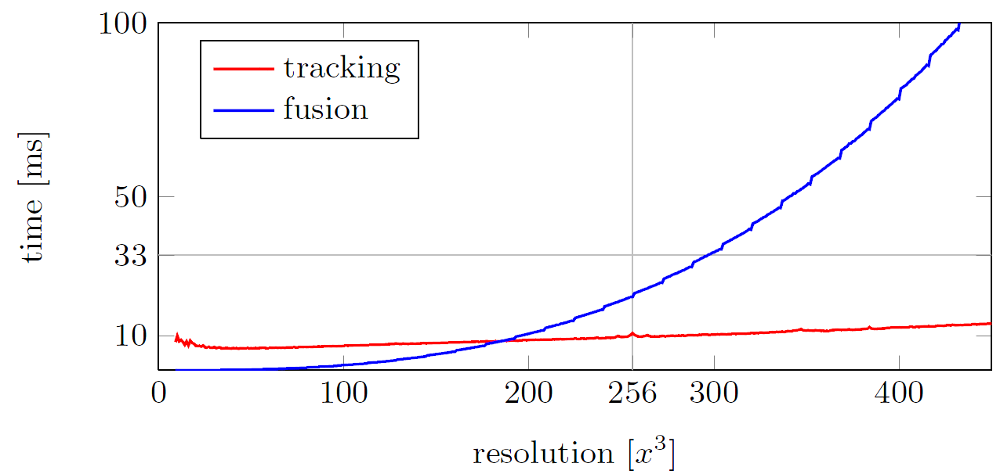 100
50
33
10
time [ms]
tracking
fusion
0 100 200 256 300 400
resolution [x³]